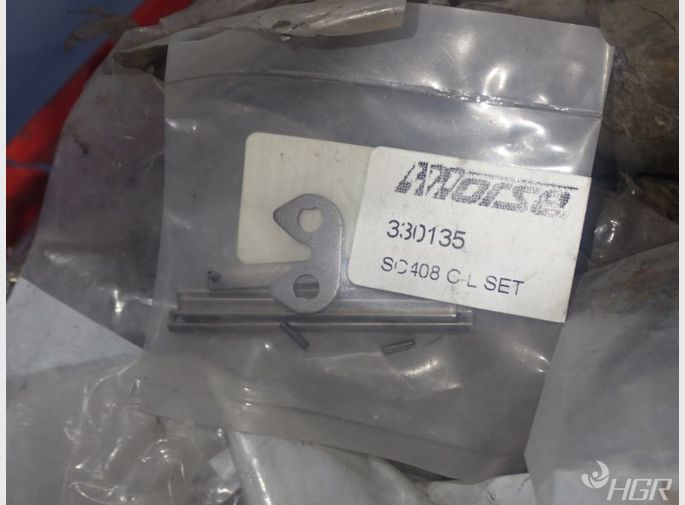 Morse
330135
SC408 C-L SET
HGR